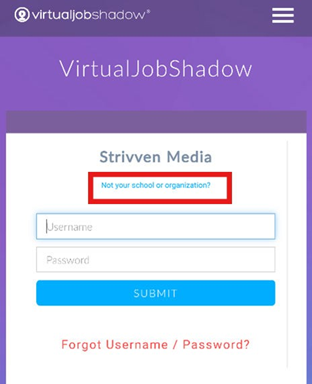 virtualjobshadow®
VirtualJobShadow
Strivven Media
Not your school or organization?
Username
Password
SUBMIT
Forgot Username / Password?